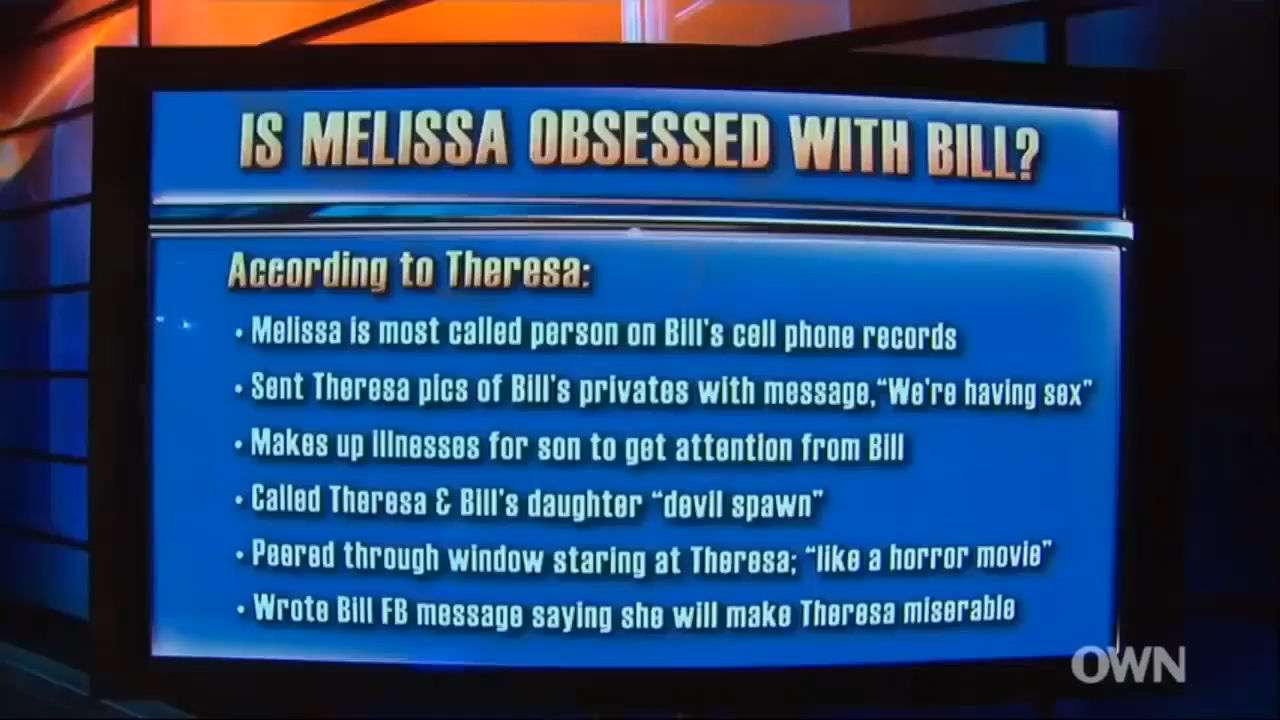 IS MELISSA OBSESSED WITH BILL?
According to Theresa:
• Melissa is most called person on Bill's cell phone records
• Sent Theresa pics of Bill's privates with message,“We're having sex”
• Makes up illnesses for son to get attention from Bill
• Called Theresa & Bill's daughter “devil spawn”
• Peered through window staring at Theresa; “like a horror movie”
• Wrote Bill FB message saying she will make Theresa miserable
OWN